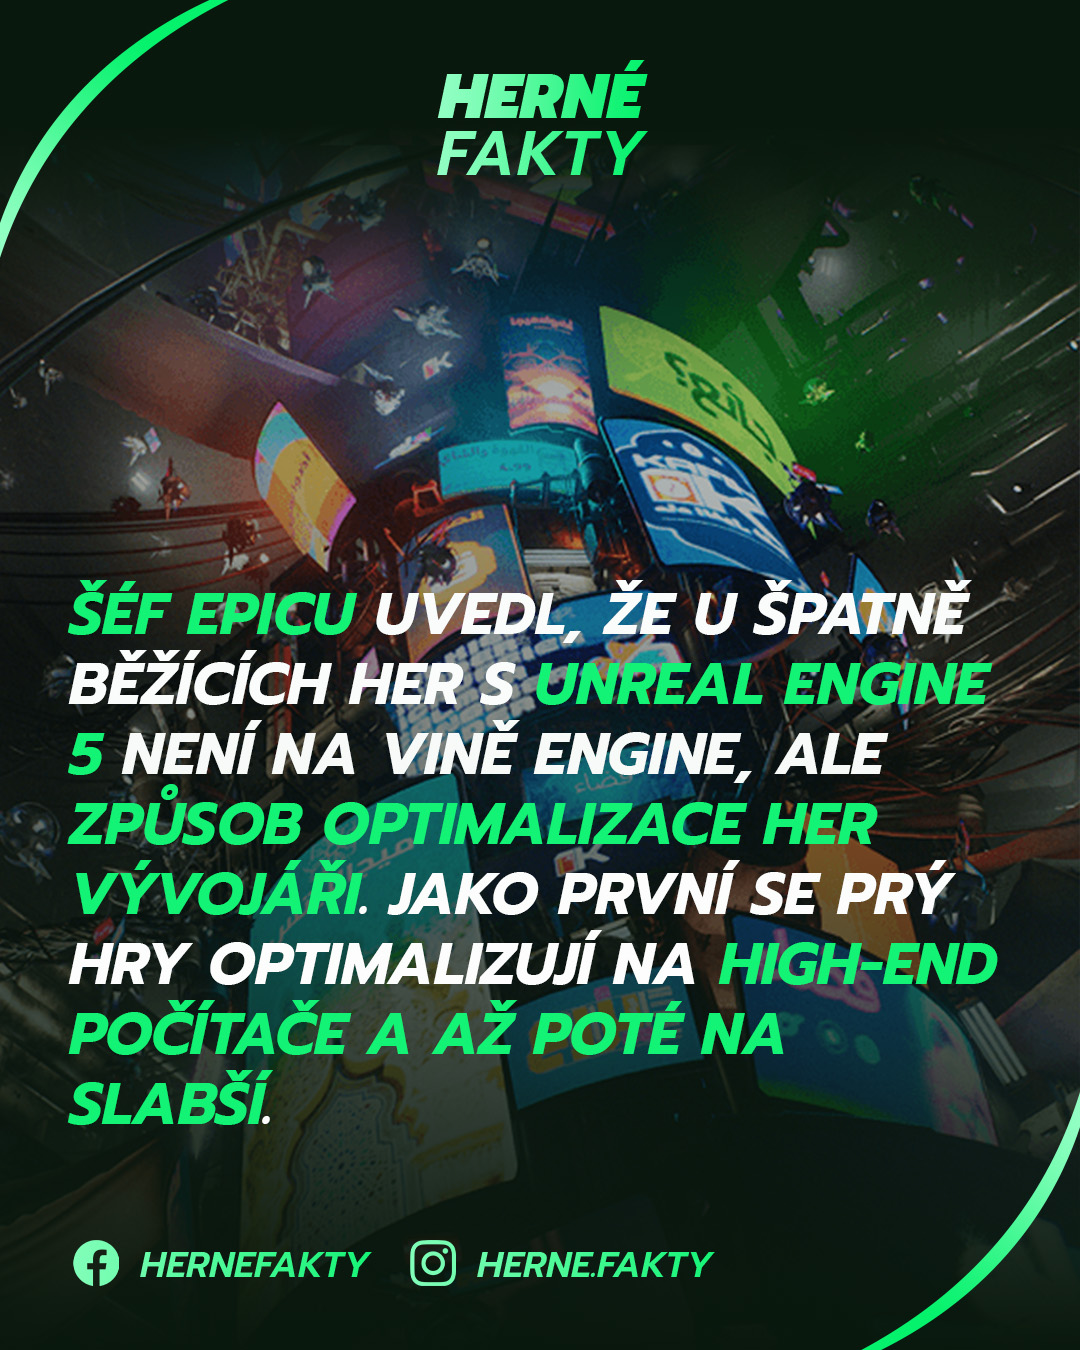 HERNÉ
FAKTY
ŠÉF EPICU UVEDL, ŽE U ŠPATNĚ
BĚŽÍCÍCH HER S UNREAL ENGINE
5 NENÍ NA VINĚ ENGINE, ALE
ZPŮSOB OPTIMALIZACE HER
VÝVOJÁŘI. JAKO PRVNÍ SE PRÝ
HRY OPTIMALIZUJÍ NA HIGH-END
POČÍTAČE A AŽ POTÉ NA
SLABŠÍ.
HERNEFAKTY
HERNE.FAKTY